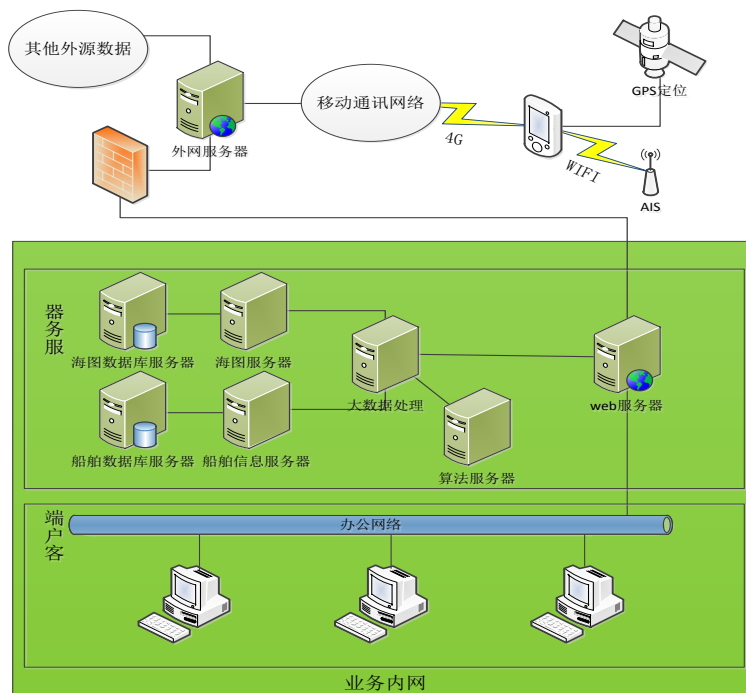 其他外源数据
GPS定位
移动通讯网络
4G
外网服务器
WIFI
AIS
器
务
服
海图数据库服务器
海图服务器
大数据处理
web服务器
船舶数据库服务器
船舶信息服务器
算法服务器
端
户
客
办公网络
业务内网